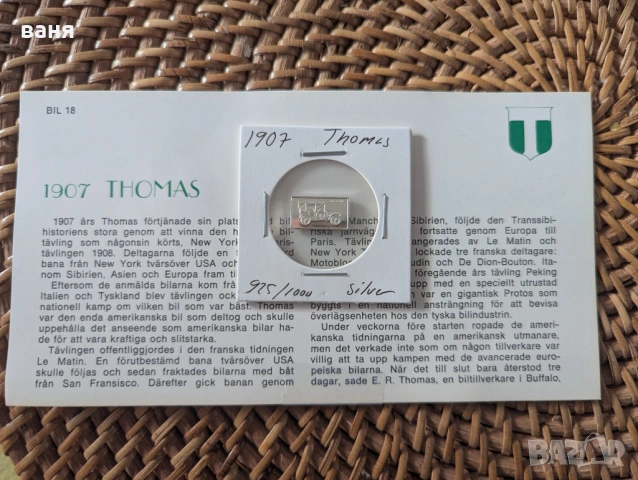 ваня
BIL 18
1907 THOMAS
1907 års Thomas förtjänade sin plats
historiens stora genom att vinna den h
tävling som någonsin körts, New York
tävlingen 1908. Deltagarna följde en t
bana från New York tvärsöver USA och
nom Sibirien, Asien och Europa fram ti
Eftersom de anmälda bilarna kom från
Italien och Tyskland blev tävlingen ock
nationell kamp om vilken bil som var bäst. Thomas
var den enda amerikanska bil som deltog och skulle
uppehålla det anseende som amerikanska bilar ha-
de för att vara kraftiga och slitstarka.
Tävlingen offentliggjordes i den franska tidningen
Le Matin. En förutbestämd bana tvärsöver USA
skulle följas och sedan fraktades bilarna med båt
från San Fransisco. Därefter gick banan genom
1907 Thomas
925/1000 silver
T
Manch
Sibirien, följde den Transsibi-
riska järnväg
fortsatte genom Europa till
Paris. Tävlin
angerades av Le Matin och
New York
lockade tre franska deltagare:
Motoblo
udin och De Dion-Bouton. Ita-
föregående års tävling Peking
med en speciellt utrustad
var en gigantisk Protos som
byggts i en nationell ansträngning för att bevisa
överlägsenheten hos den tyska bilindustrin.
Under veckorna före starten ropade de ameri-
kanska tidningarna på en amerikansk utmanare,
men det verkade inte som om någon tillverkare var
villig att ta upp kampen med de avancerade euro-
peiska bilarna. När det till slut bara återstod tre
dagar, sade E. R. Thomas, en biltillverkare i Buffalo,
BAZAR